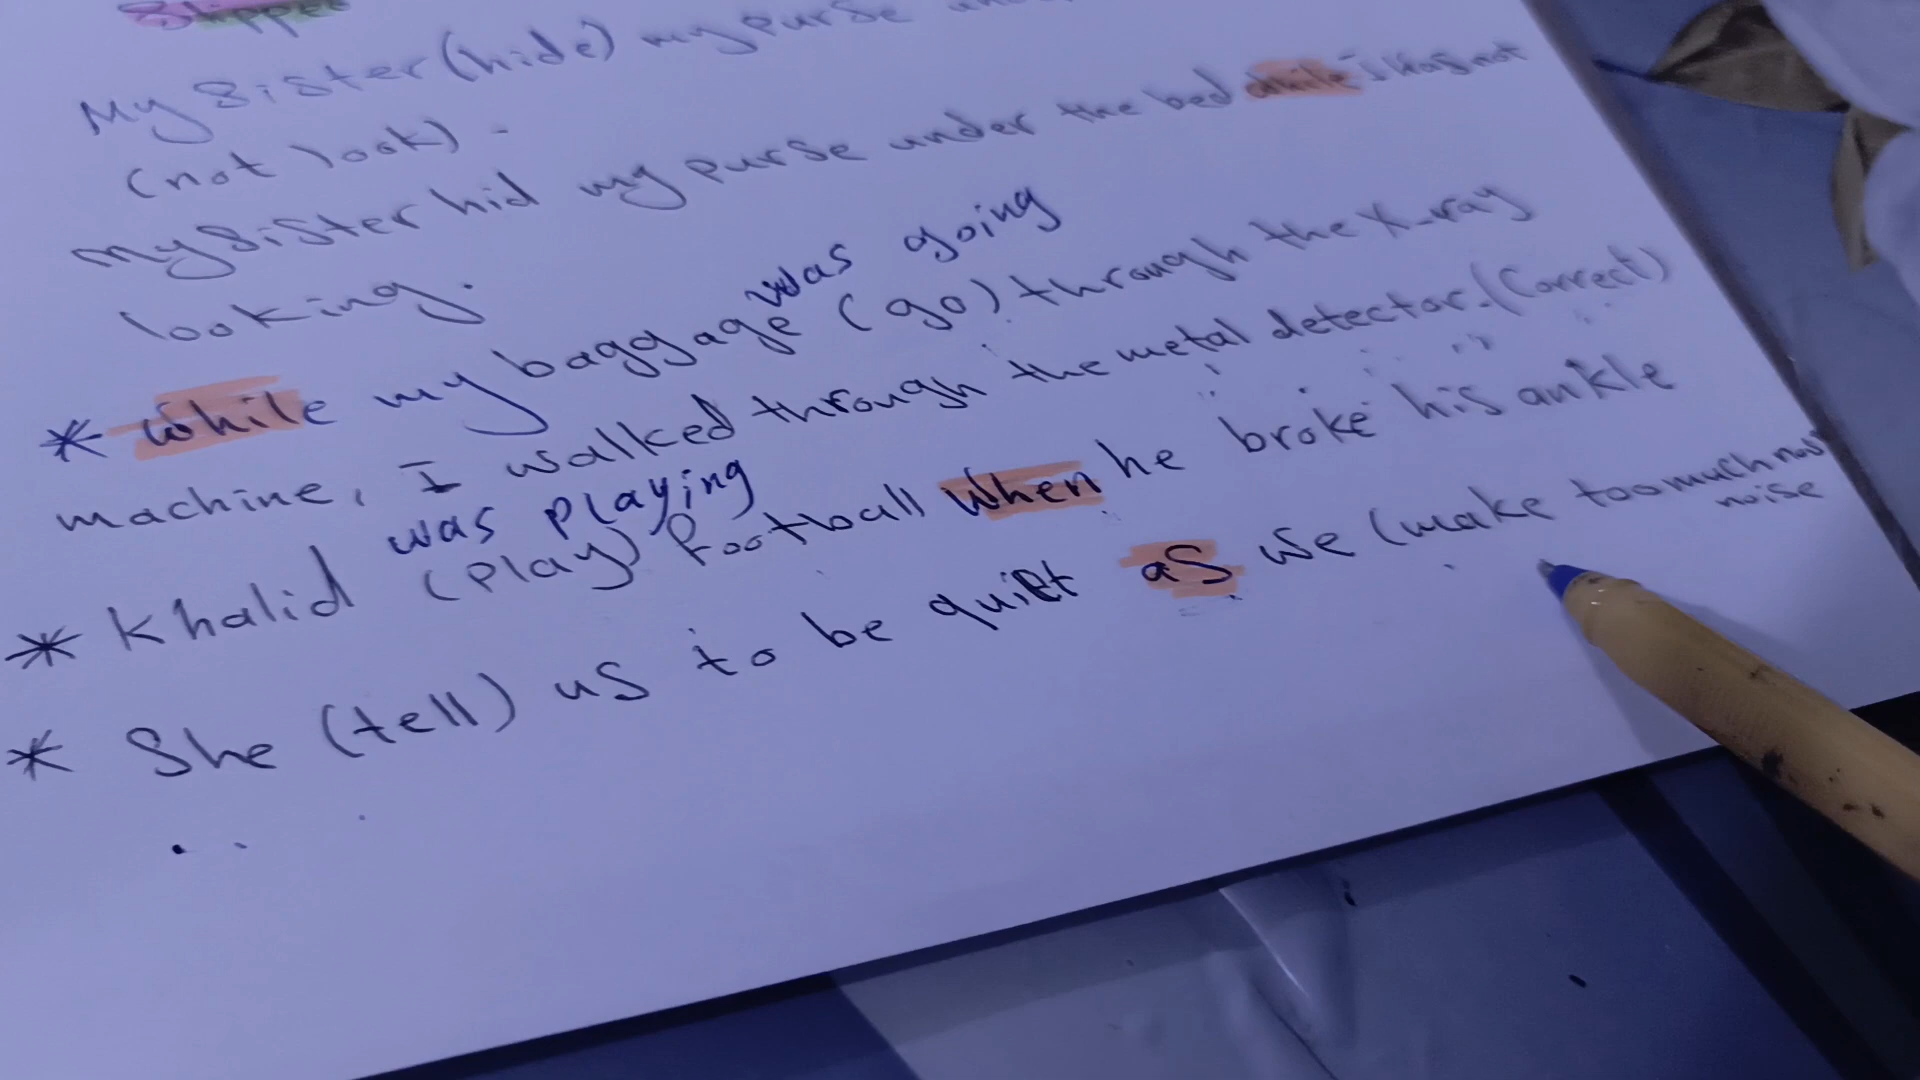 My Sister (hide) my purse
(not look) -
my Sister hid my purse under the bed while I was not
looking.
was going
* while my baggage (go) through the X-ray
machine, I walked through the metal detector. (Correct)
was playing
* Khalid (play) football when he broke his ankle
* She (tell) us to be quiet as we (make too much
noise